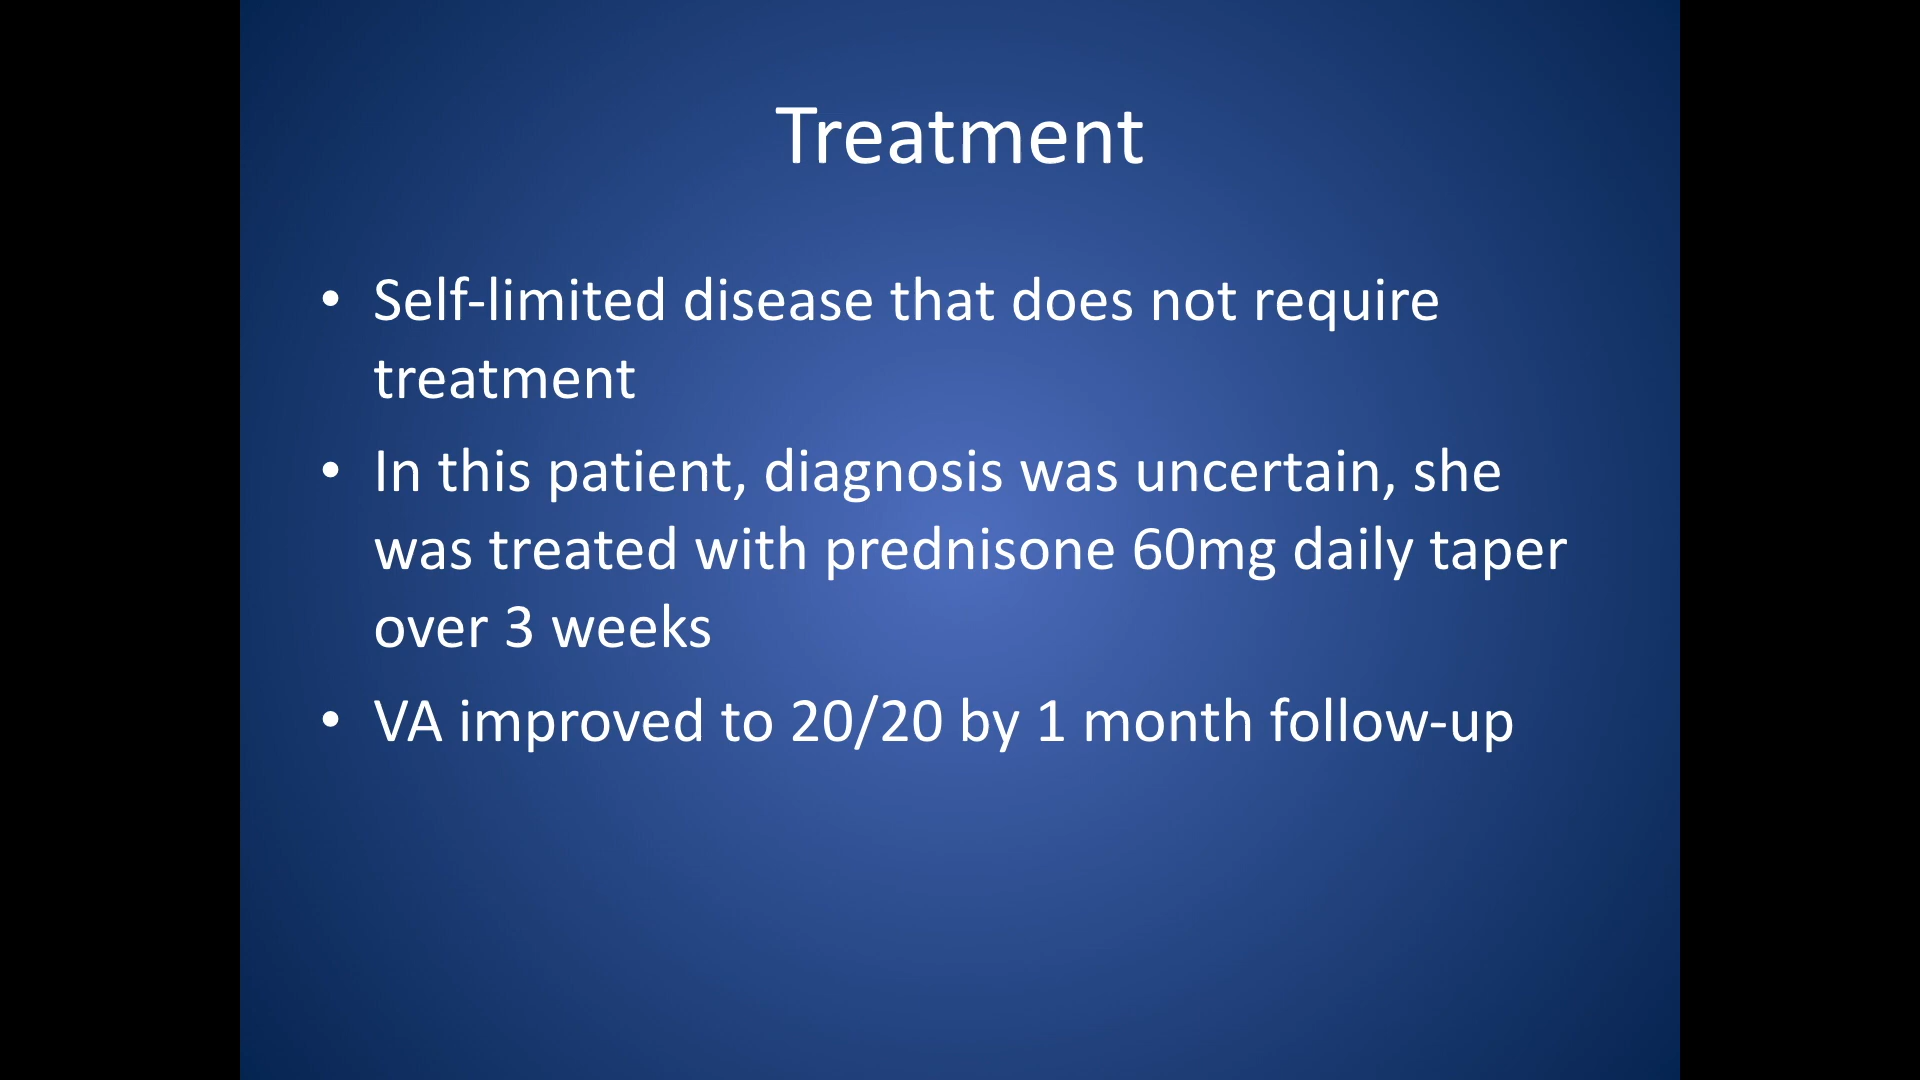 Treatment
• Self-limited disease that does not require
treatment
• In this patient, diagnosis was uncertain, she
was treated with prednisone 60mg daily taper
over 3 weeks
• VA improved to 20/20 by 1 month follow-up